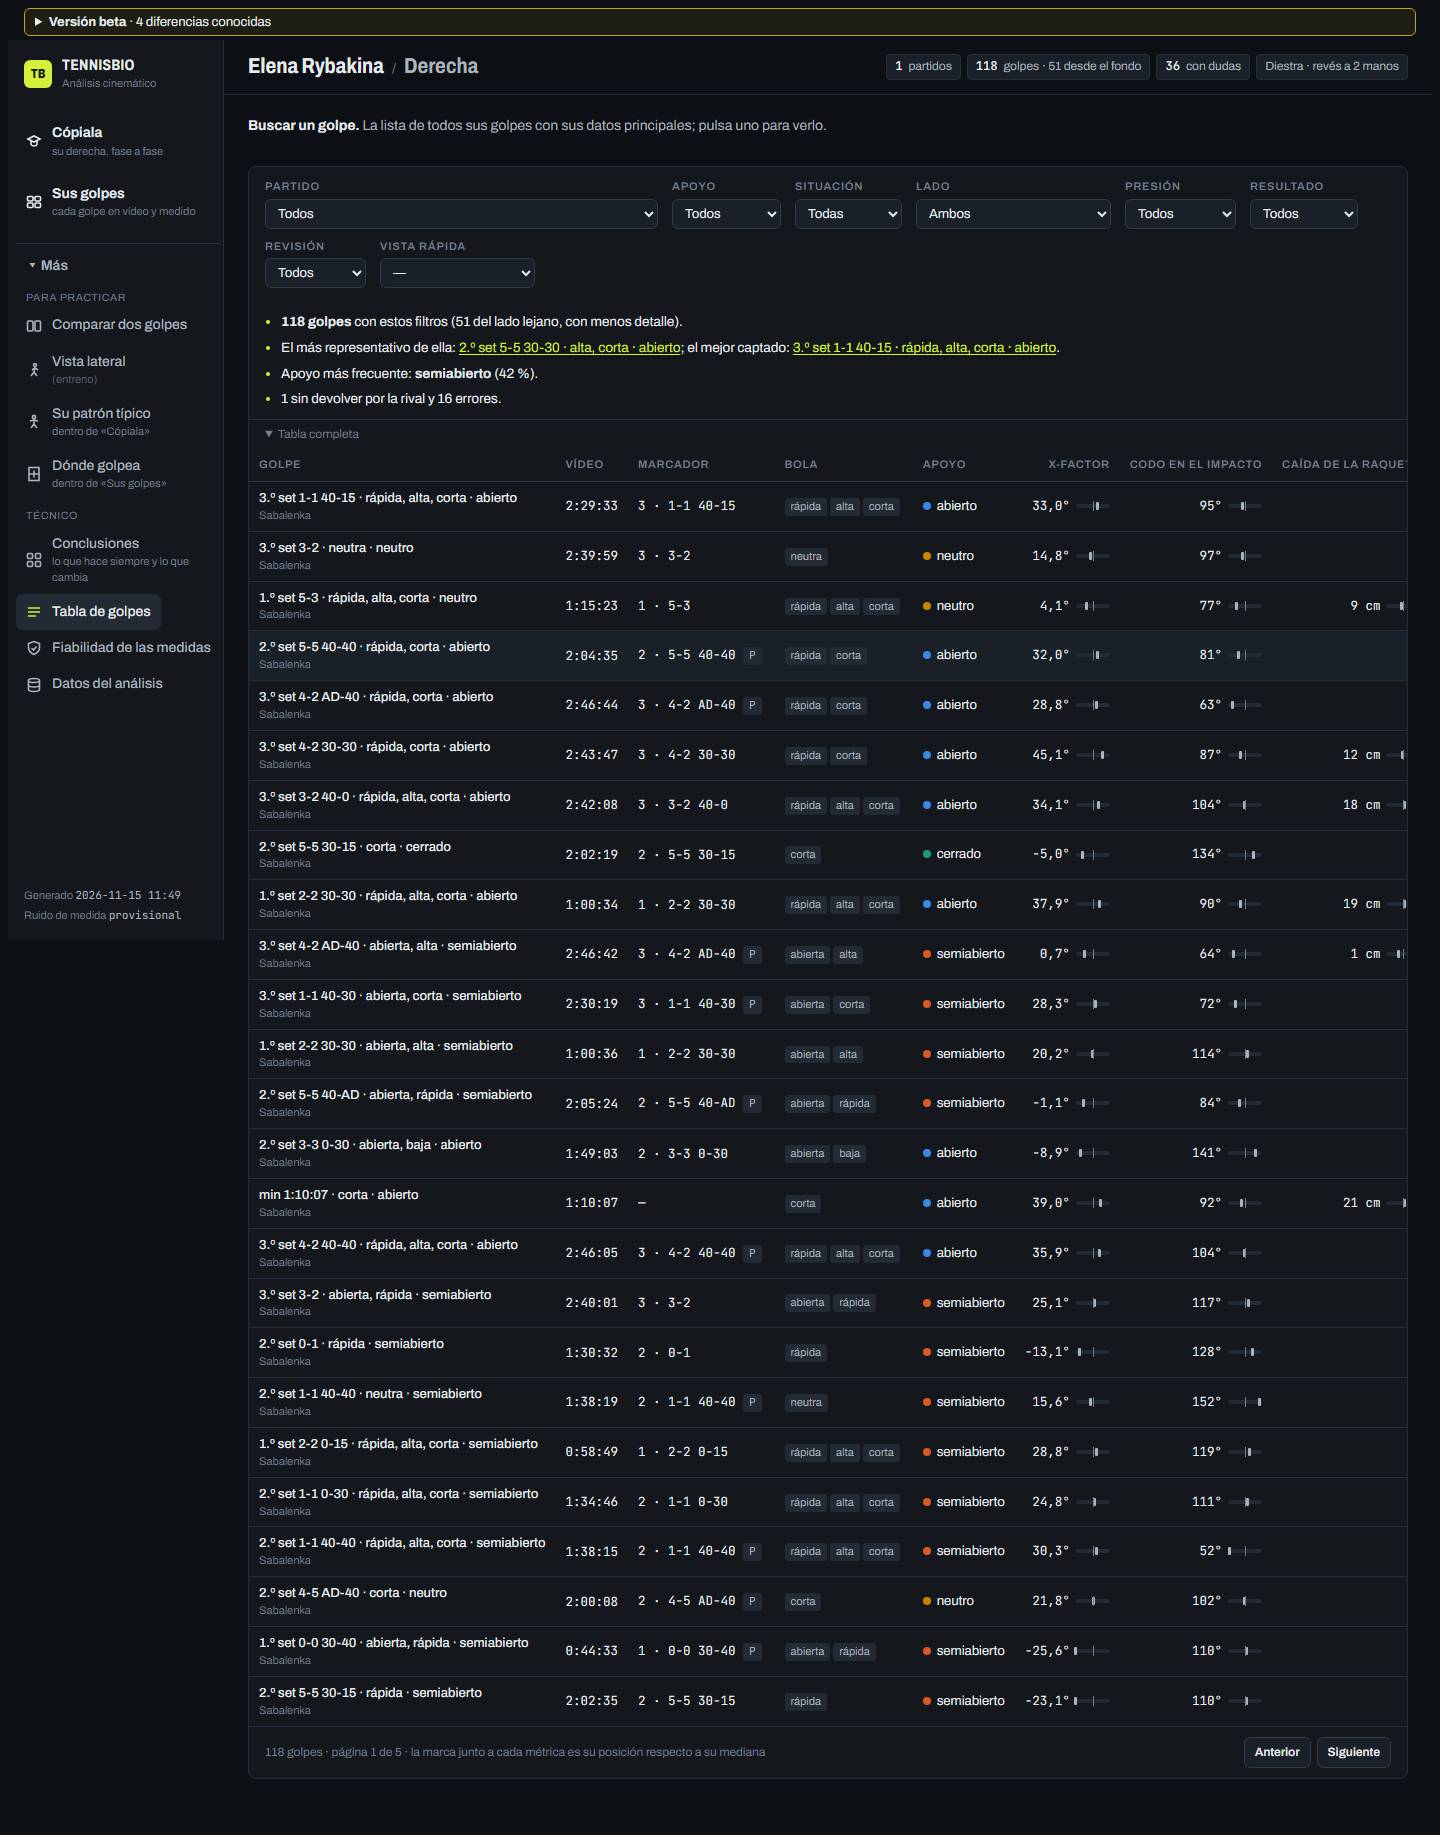 Versión beta · 4 diferencias conocidas
TB
TENNISBIO
Análisis cinemático
Elena Rybakina / Derecha
1 partidos
118 golpes · 51 desde el fondo
36 con dudas
Diestra · revés a 2 manos
Cópiala
su derecha, fase a fase
Sus golpes
cada golpe en vídeo y medido
Más
PARA PRACTICAR
Comparar dos golpes
Vista lateral
(entreno)
Su patrón típico
dentro de «Cópiala»
Dónde golpea
dentro de «Sus golpes»
TÉCNICO
Conclusiones
lo que hace siempre y lo que
cambia
Tabla de golpes
Fiabilidad de las medidas
Datos del análisis
Generado 2026-11-15 11:49
Ruido de medida provisional
Buscar un golpe. La lista de todos sus golpes con sus datos principales; pulsa uno para verlo.
PARTIDO APOYO SITUACIÓN LADO PRESIÓN RESULTADO
Todos Todos Todas Ambos Todos Todos
REVISIÓN VISTA RÁPIDA
Todos —
118 golpes con estos filtros (51 del lado lejano, con menos detalle).
El más representativo de ella: 2.º set 5-5 30-30 · alta, corta · abierto; el mejor captado: 3.º set 1-1 40-15 · rápida, alta, corta · abierto.
Apoyo más frecuente: semiabierto (42 %).
1 sin devolver por la rival y 16 errores.
Tabla completa
GOLPE VÍDEO MARCADOR BOLA APOYO X-FACTOR CODO EN EL IMPACTO CAÍDA DE LA RAQUET
3.º set 1-1 40-15 · rápida, alta, corta · abierto
Sabalenka
2:29:33 3 · 1-1 40-15 rápida alta corta abierto 33,0° 95°
3.º set 3-2 · neutra · neutro
Sabalenka
2:39:59 3 · 3-2 neutra neutro 14,8° 97°
1.º set 5-3 · rápida, alta, corta · neutro
Sabalenka
1:15:23 1 · 5-3 rápida alta corta neutro 4,1° 77° 9 cm
2.º set 5-5 40-40 · rápida, corta · abierto
Sabalenka
2:04:35 2 · 5-5 40-40 P rápida corta abierto 32,0° 81°
3.º set 4-2 AD-40 · rápida, corta · abierto
Sabalenka
2:46:44 3 · 4-2 AD-40 P rápida corta abierto 28,8° 63°
3.º set 4-2 30-30 · rápida, corta · abierto
Sabalenka
2:43:47 3 · 4-2 30-30 rápida corta abierto 45,1° 87° 12 cm
3.º set 3-2 40-0 · rápida, alta, corta · abierto
Sabalenka
2:42:08 3 · 3-2 40-0 rápida alta corta abierto 34,1° 104° 18 cm
2.º set 5-5 30-15 · corta · cerrado
Sabalenka
2:02:19 2 · 5-5 30-15 corta cerrado -5,0° 134°
1.º set 2-2 30-30 · rápida, alta, corta · abierto
Sabalenka
1:00:34 1 · 2-2 30-30 rápida alta corta abierto 37,9° 90° 19 cm
3.º set 4-2 AD-40 · abierta, alta · semiabierto
Sabalenka
2:46:42 3 · 4-2 AD-40 P abierta alta semiabierto 0,7° 64° 1 cm
3.º set 1-1 40-30 · abierta, corta · semiabierto
Sabalenka
2:30:19 3 · 1-1 40-30 P abierta corta semiabierto 28,3° 72°
1.º set 2-2 30-30 · abierta, alta · semiabierto
Sabalenka
1:00:36 1 · 2-2 30-30 abierta alta semiabierto 20,2° 114°
2.º set 5-5 40-AD · abierta, rápida · semiabierto
Sabalenka
2:05:24 2 · 5-5 40-AD P abierta rápida semiabierto -1,1° 84°
2.º set 3-3 0-30 · abierta, baja · abierto
Sabalenka
1:49:03 2 · 3-3 0-30 abierta baja abierto -8,9° 141°
min 1:10:07 · corta · abierto
Sabalenka
1:10:07 — corta abierto 39,0° 92° 21 cm
3.º set 4-2 40-40 · rápida, alta, corta · abierto
Sabalenka
2:46:05 3 · 4-2 40-40 P rápida alta corta abierto 35,9° 104°
3.º set 3-2 · abierta, rápida · semiabierto
Sabalenka
2:40:01 3 · 3-2 abierta rápida semiabierto 25,1° 117°
2.º set 0-1 · rápida · semiabierto
Sabalenka
1:30:32 2 · 0-1 rápida semiabierto -13,1° 128°
2.º set 1-1 40-40 · neutra · semiabierto
Sabalenka
1:38:19 2 · 1-1 40-40 P neutra semiabierto 15,6° 152°
1.º set 2-2 0-15 · rápida, alta, corta · semiabierto
Sabalenka
0:58:49 1 · 2-2 0-15 rápida alta corta semiabierto 28,8° 119°
2.º set 1-1 0-30 · rápida, alta, corta · semiabierto
Sabalenka
1:34:46 2 · 1-1 0-30 rápida alta corta semiabierto 24,8° 111°
2.º set 1-1 40-40 · rápida, alta, corta · semiabierto
Sabalenka
1:38:15 2 · 1-1 40-40 P rápida alta corta semiabierto 30,3° 52°
2.º set 4-5 AD-40 · corta · neutro
Sabalenka
2:00:08 2 · 4-5 AD-40 P corta neutro 21,8° 102°
1.º set 0-0 30-40 · abierta, rápida · semiabierto
Sabalenka
0:44:33 1 · 0-0 30-40 P abierta rápida semiabierto -25,6° 110°
2.º set 5-5 30-15 · rápida · semiabierto
Sabalenka
2:02:35 2 · 5-5 30-15 rápida semiabierto -23,1° 110°
118 golpes · página 1 de 5 · la marca junto a cada métrica es su posición respecto a su mediana
Anterior Siguiente